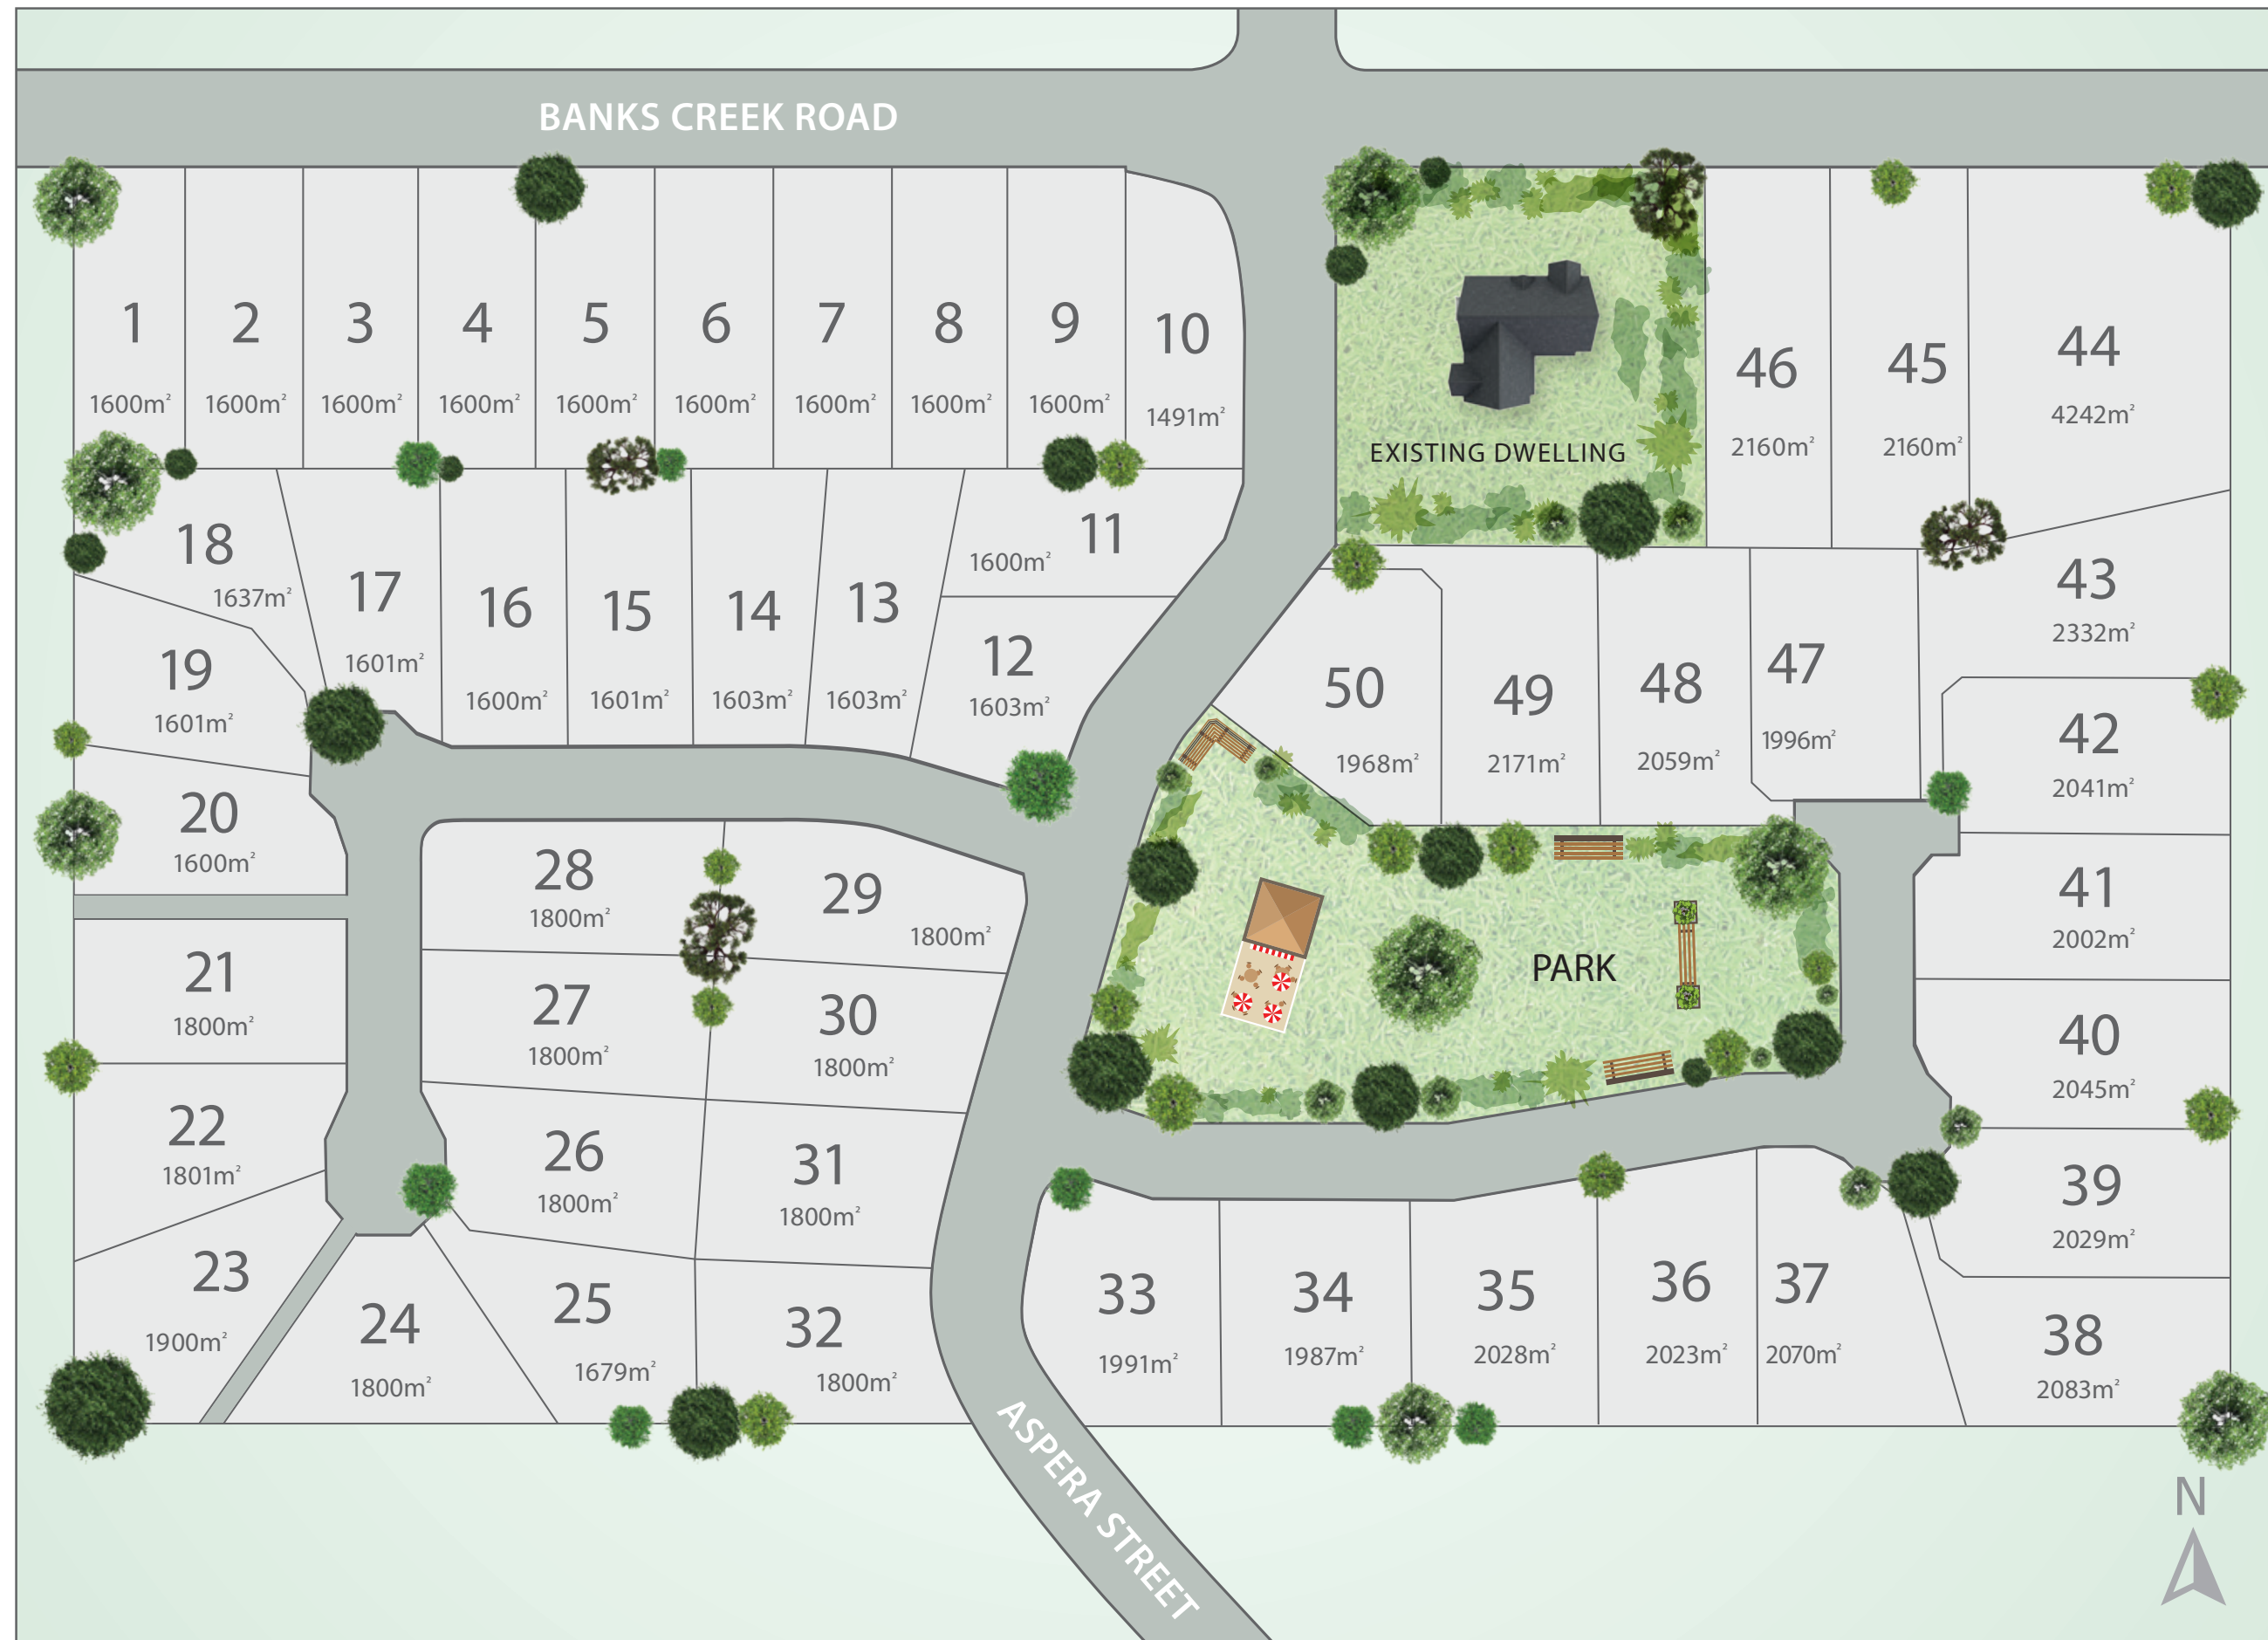 BANKS CREEK ROAD
1
1600m²
2
1600m²
3
1600m²
4
1600m²
5
1600m²
6
1600m²
7
1600m²
8
1600m²
9
1600m²
10
1491m²
EXISTING DWELLING
46
2160m²
45
2160m²
44
4242m²
18
1637m²
17
1601m²
16
1600m²
15
1601m²
14
1603m²
13
1603m²
11
1600m²
12
1603m²
43
2332m²
19
1601m²
50
1968m²
49
2171m²
48
2059m²
47
1996m²
42
2041m²
20
1600m²
28
1800m²
29
1800m²
41
2002m²
PARK
21
1800m²
27
1800m²
30
1800m²
40
2045m²
22
1801m²
26
1800m²
31
1800m²
39
2029m²
23
1900m²
24
1800m²
25
1679m²
32
1800m²
33
1991m²
34
1987m²
35
2028m²
36
2023m²
37
2070m²
38
2083m²
ASPERA STREET
N